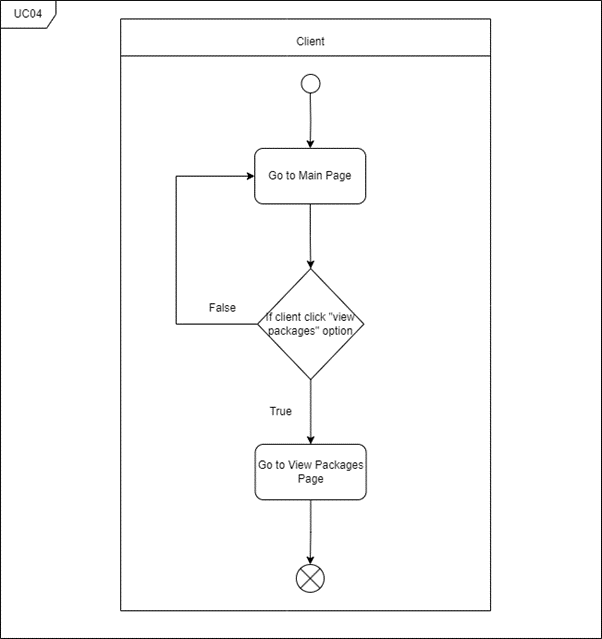 UC04
Client
Go to Main Page
False
If client click "view
packages" option
True
Go to View Packages
Page